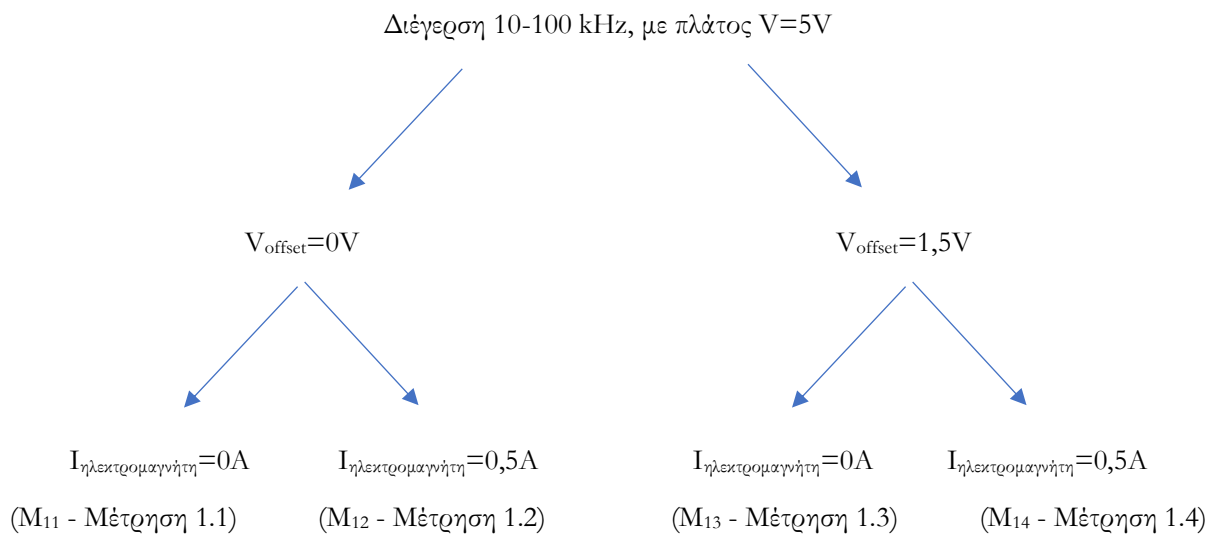 Διέγερση 10-100 kHz, με πλάτος V=5V
Voffset=0V Voffset=1,5V
Iηλεκτρομαγνήτη=0A Iηλεκτρομαγνήτη=0,5A Iηλεκτρομαγνήτη=0A Iηλεκτρομαγνήτη=0,5A
(M11 - Μέτρηση 1.1) (M12 - Μέτρηση 1.2) (M13 - Μέτρηση 1.3) (M14 - Μέτρηση 1.4)